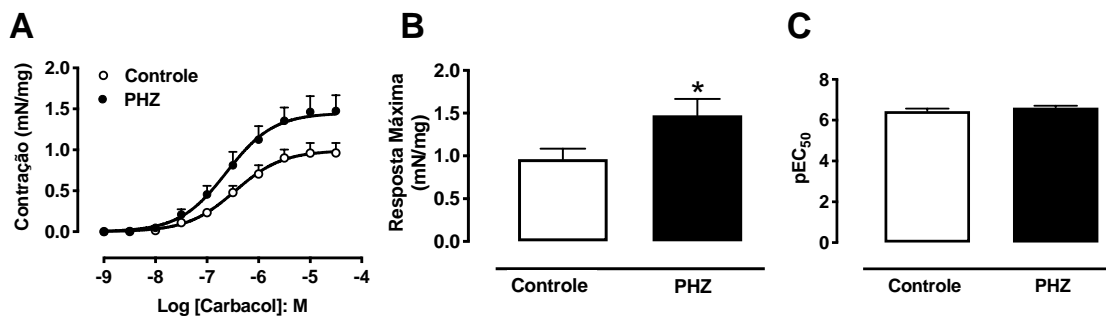 A
Contração (mN/mg)
2.0
1.5
1.0
0.5
0.0
Controle
PHZ
-9
-8
-7
-6
-5
-4
Log [Carbacol]: M
B
Resposta Máxima
(mN/mg)
2.0
1.5
1.0
0.5
0.0
*
Controle
PHZ
C
pEC50
8
6
4
2
0
Controle
PHZ